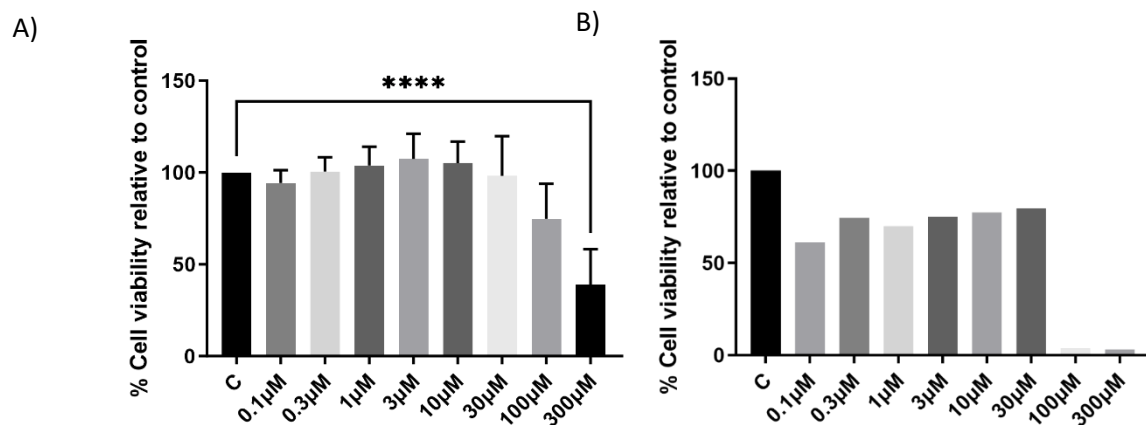 A)
% Cell viability relative to control
150
100
50
0
****
C
0.1µM
0.3µM
1µM
3µM
10µM
30µM
100µM
300µM
B)
% Cell viability relative to control
150
100
50
0
C
0.1µM
0.3µM
1µM
3µM
10µM
30µM
100µM
300µM